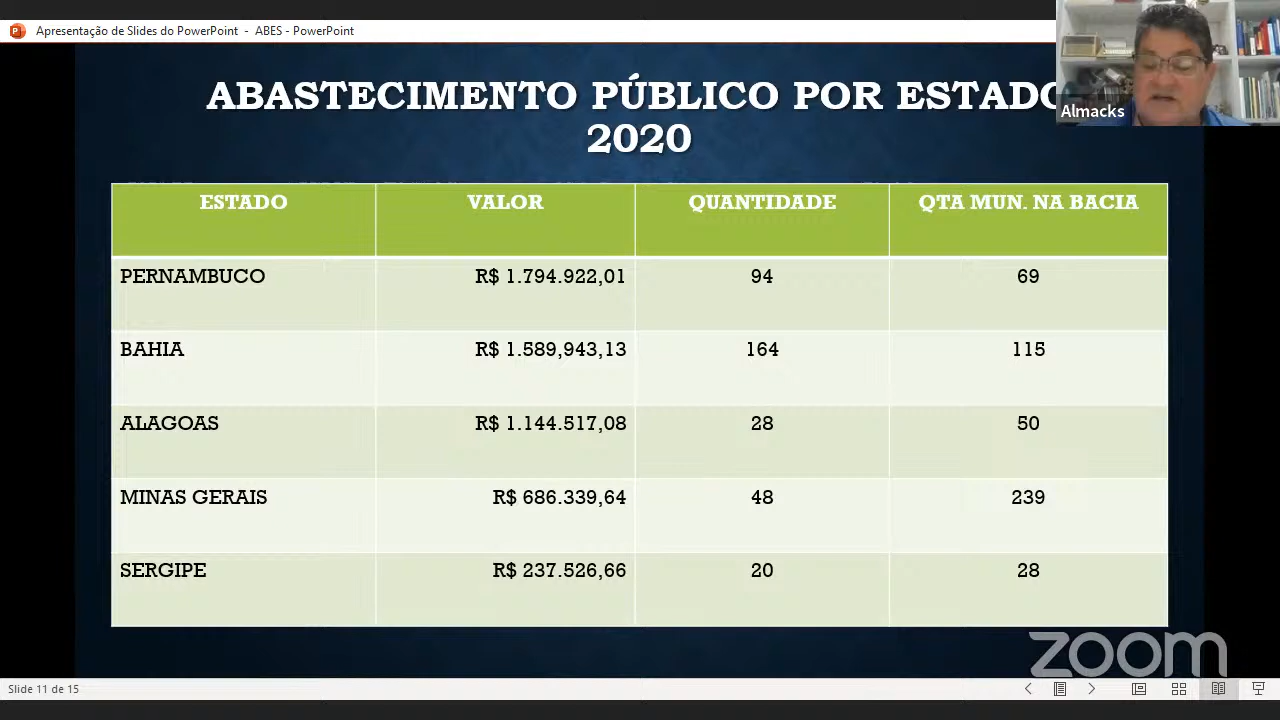 Apresentação de Slides do PowerPoint - ABES - PowerPoint
Almacks
ABASTECIMENTO PÚBLICO POR ESTADO
2020
ESTADO VALOR QUANTIDADE QTA MUN. NA BACIA
PERNAMBUCO R$ 1.794.922,01 94 69
BAHIA R$ 1.589,943,13 164 115
ALAGOAS R$ 1.144.517,08 28 50
MINAS GERAIS R$ 686.339,64 48 239
SERGIPE R$ 237.526,66 20 28
zoom
Slide 11 de 15